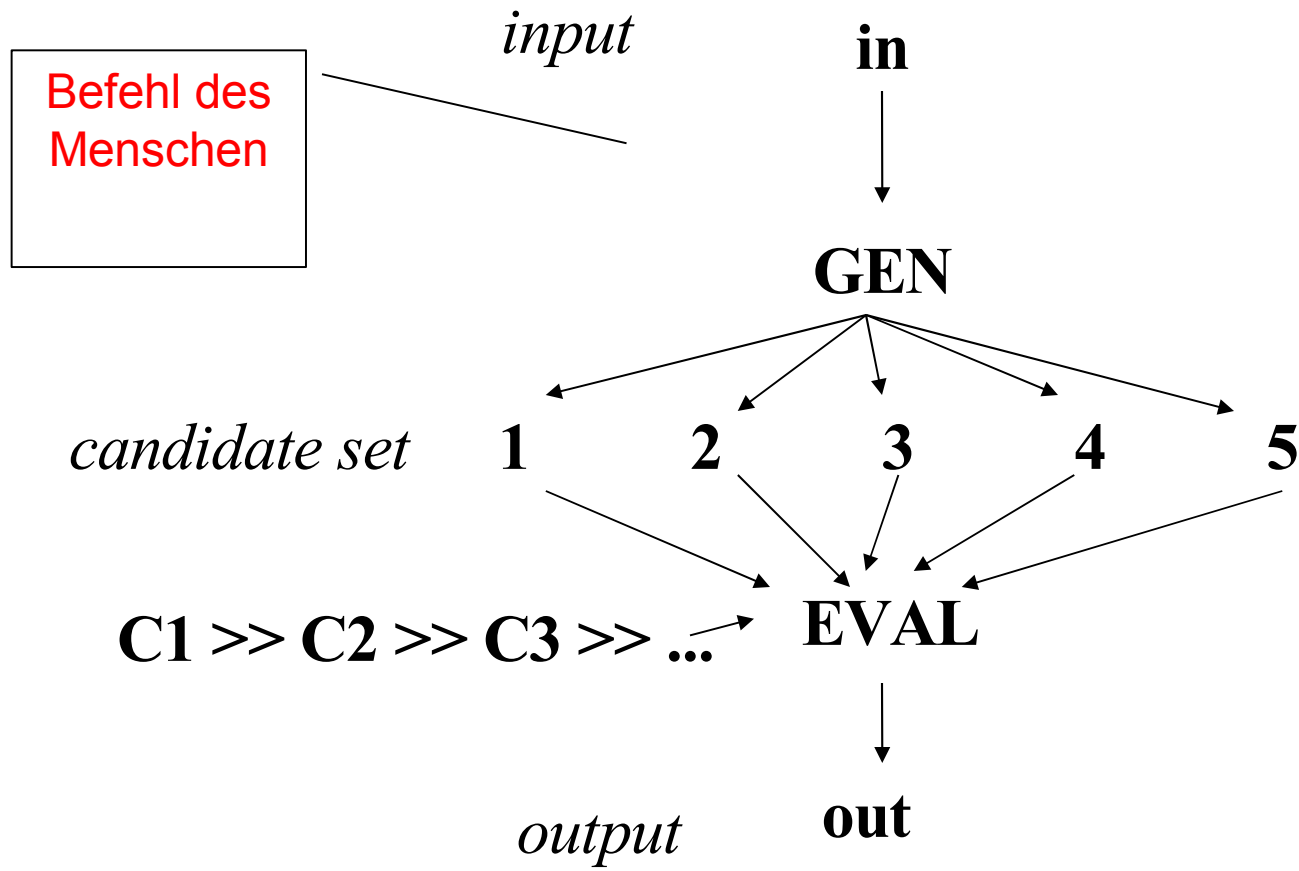 input
in
Befehl des
Menschen
GEN
candidate set 1 2 3 4 5
C1 >> C2 >> C3 >> ... EVAL
out
output